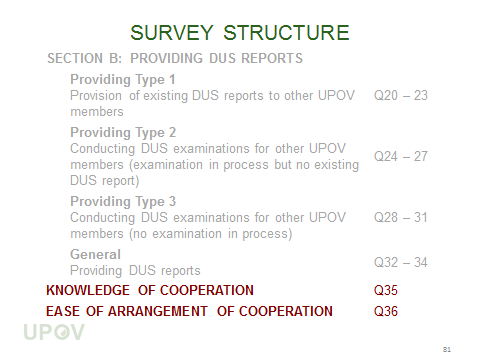 SURVEY STRUCTURE
SECTION B: PROVIDING DUS REPORTS
Providing Type 1
Provision of existing DUS reports to other UPOV members Q20 – 23
Providing Type 2
Conducting DUS examinations for other UPOV members (examination in process but no existing DUS report) Q24 – 27
Providing Type 3
Conducting DUS examinations for other UPOV members (no examination in process) Q28 – 31
General
Providing DUS reports Q32 – 34
KNOWLEDGE OF COOPERATION Q35
EASE OF ARRANGEMENT OF COOPERATION Q36
UPOV
81